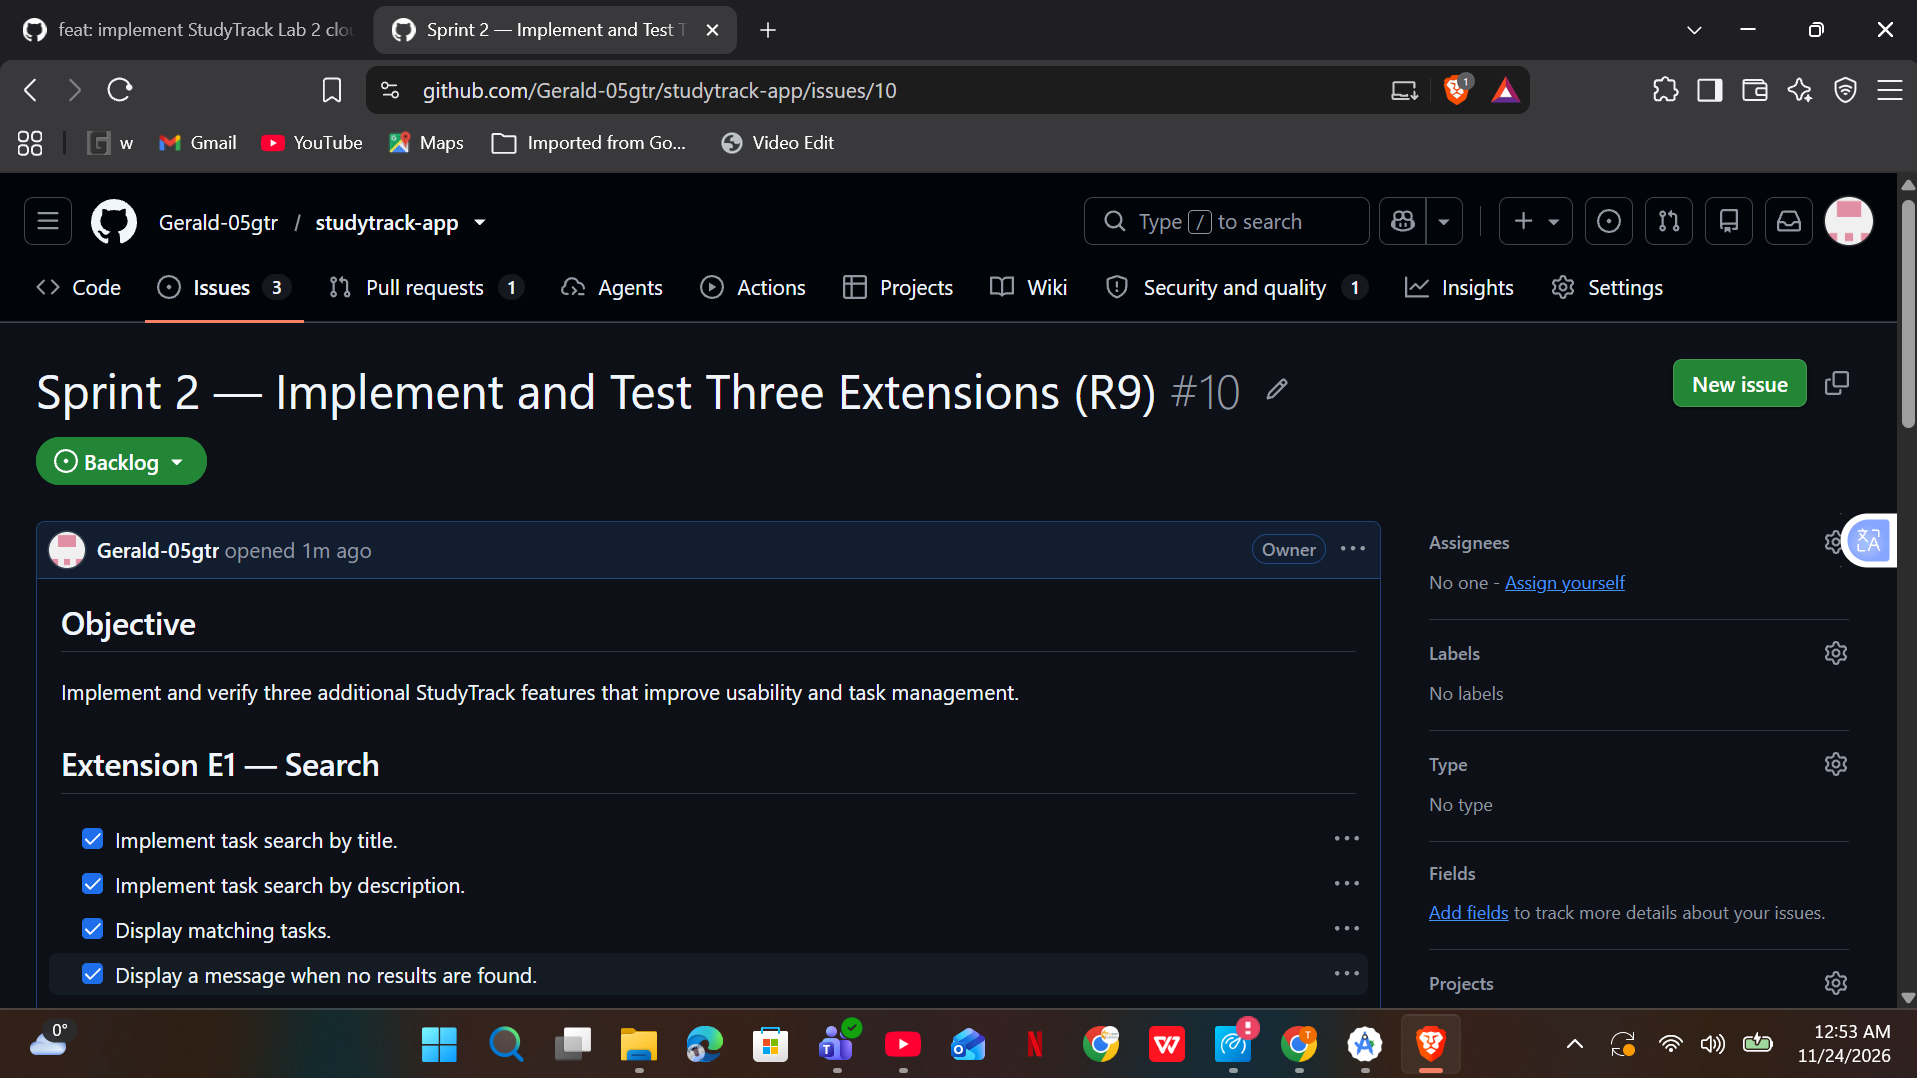 feat: implement StudyTrack Lab 2 clo
Sprint 2 — Implement and Test T
github.com/Gerald-05gtr/studytrack-app/issues/10
1
w
Gmail
YouTube
Maps
Imported from Go...
Video Edit
Gerald-05gtr / studytrack-app
Type / to search
Code
Issues 3
Pull requests 1
Agents
Actions
Projects
Wiki
Security and quality 1
Insights
Settings
Sprint 2 — Implement and Test Three Extensions (R9) #10
New issue
Backlog
Gerald-05gtr opened 1m ago
Owner
Objective
Implement and verify three additional StudyTrack features that improve usability and task management.
Extension E1 — Search
Implement task search by title.
Implement task search by description.
Display matching tasks.
Display a message when no results are found.
Assignees
No one - Assign yourself
Labels
No labels
Type
No type
Fields
Add fields to track more details about your issues.
Projects
0°
12:53 AM
11/24/2026